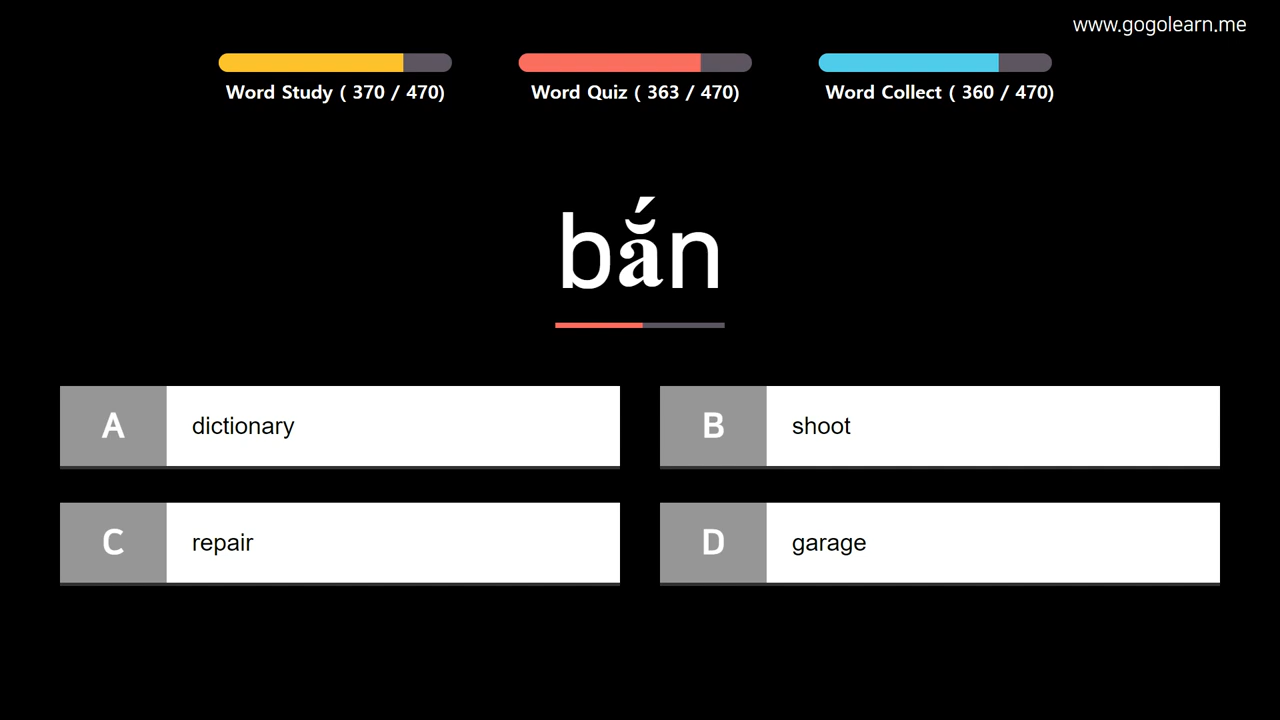 www.gogolearn.me
Word Study ( 370 / 470)
Word Quiz ( 363 / 470)
Word Collect ( 360 / 470)
bắn
A dictionary
B shoot
C repair
D garage